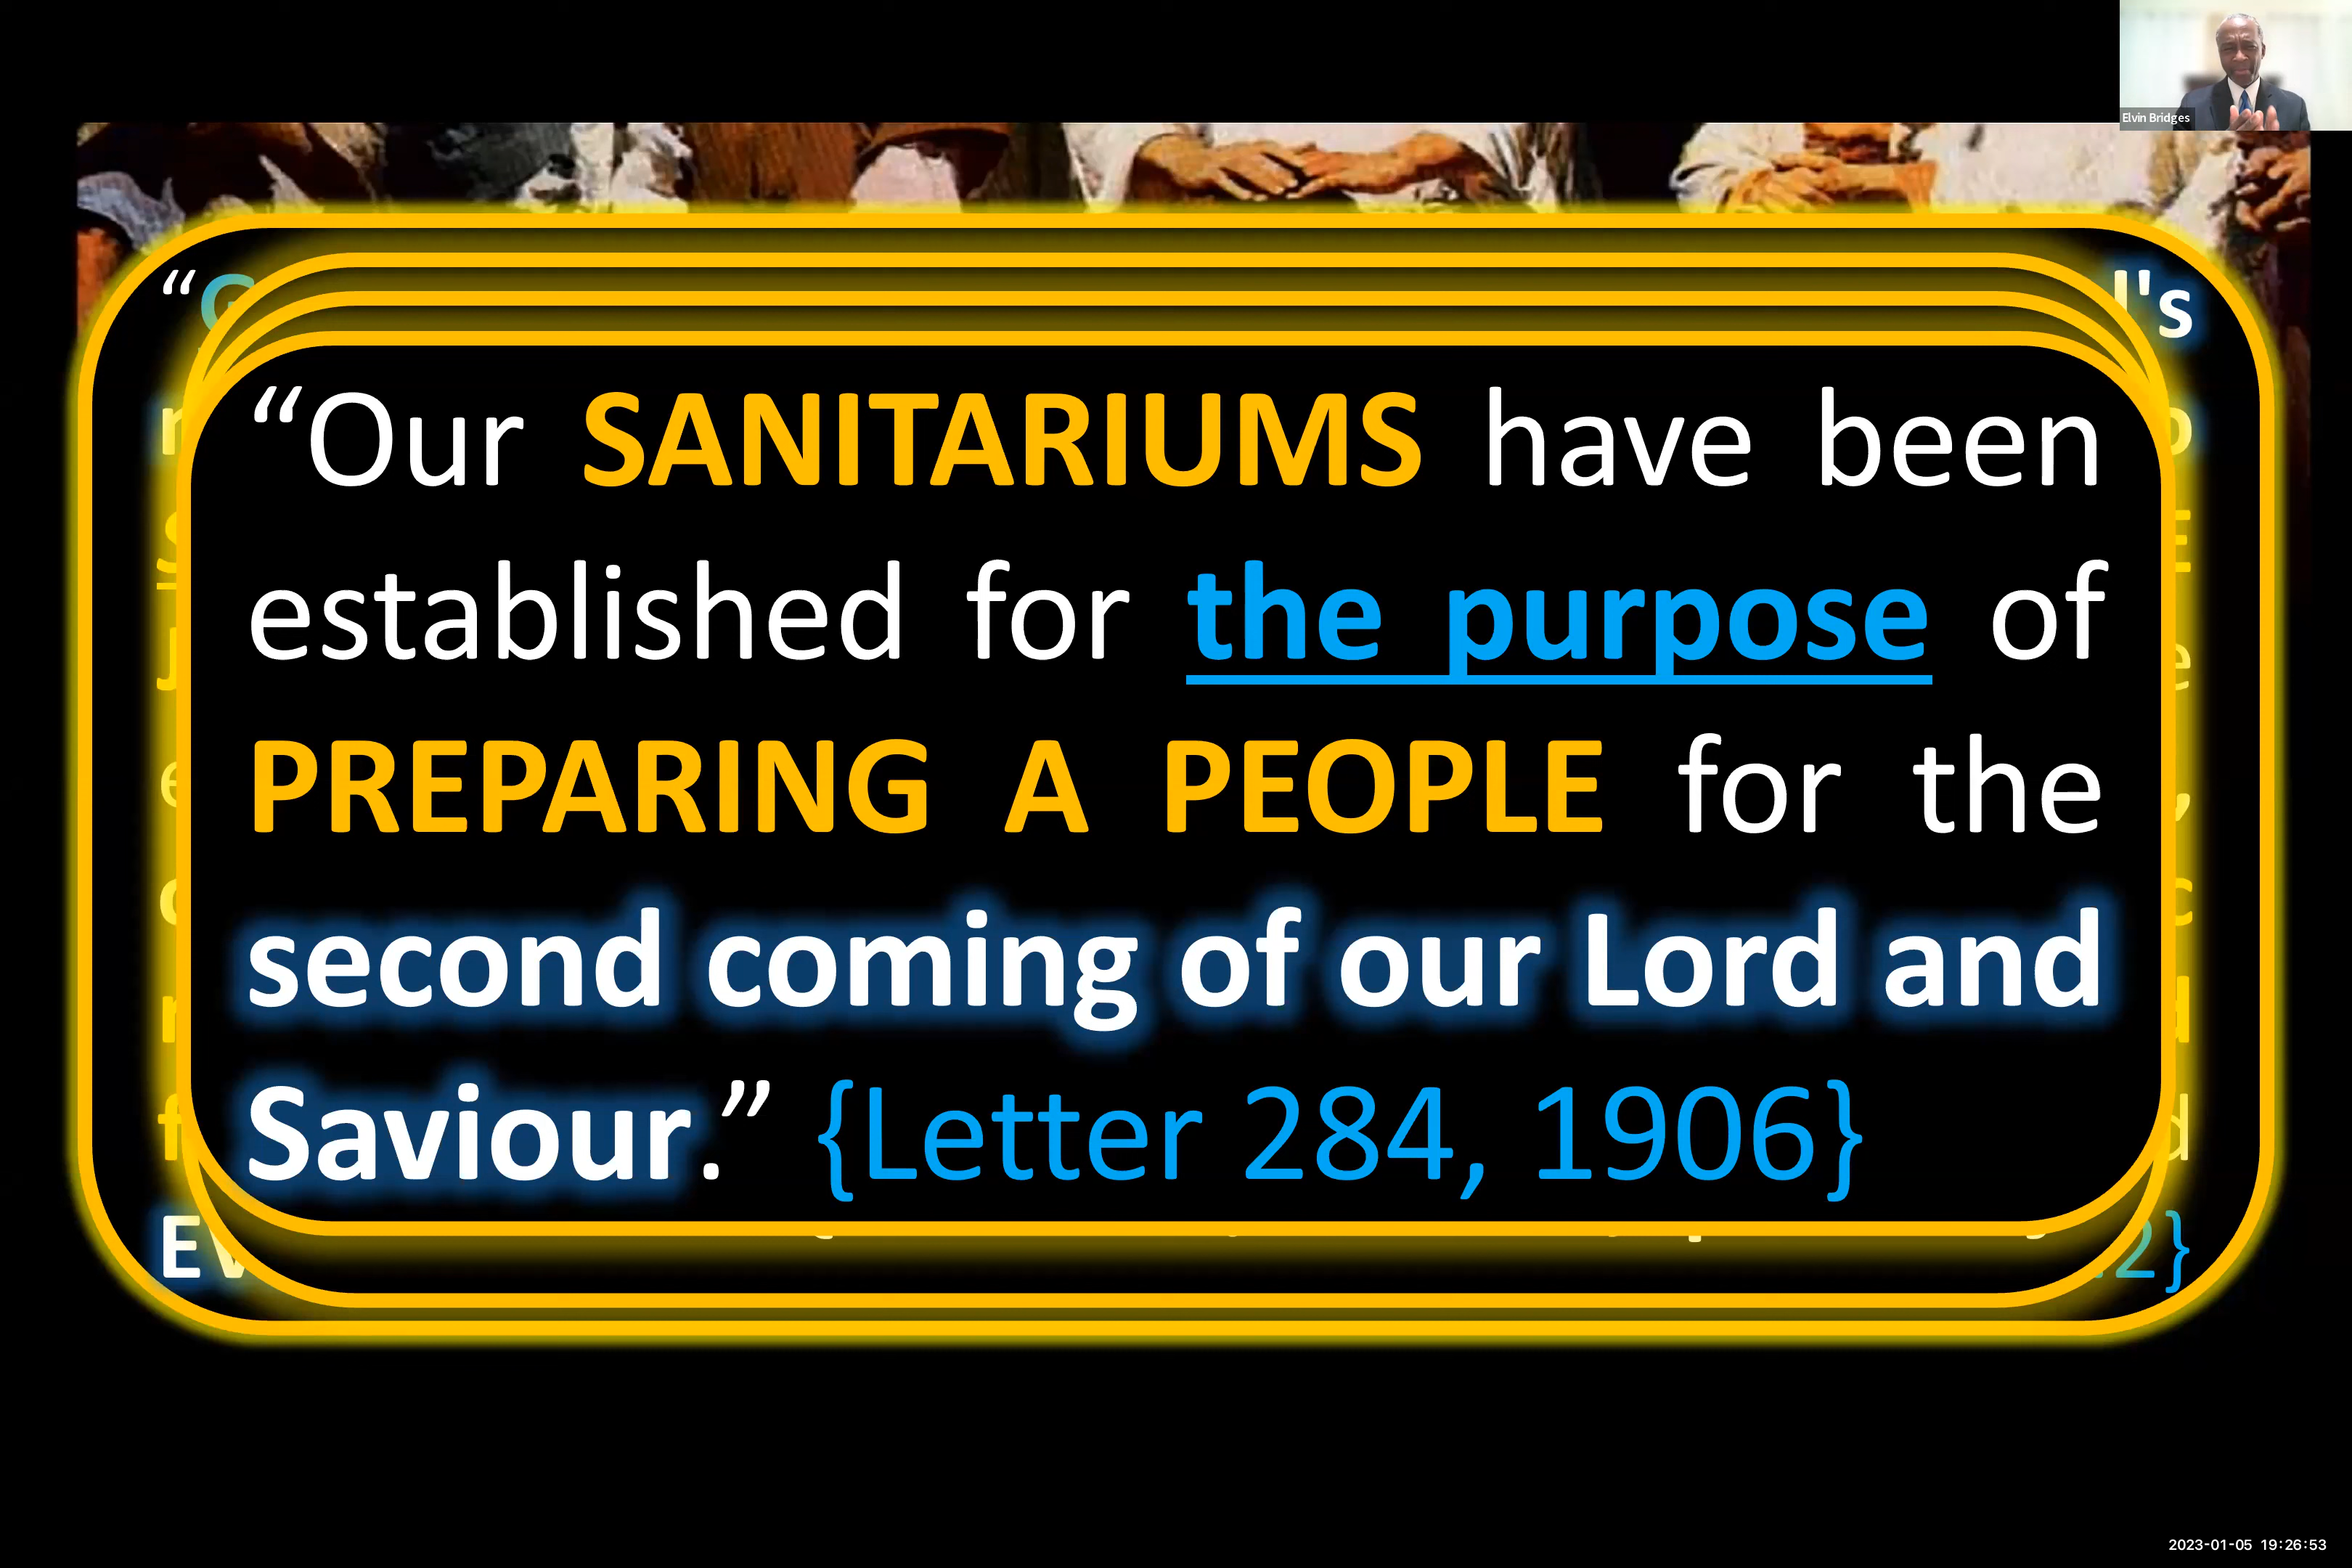 Elvin Bridges
“Our SANITARIUMS have been
established for the purpose of
PREPARING A PEOPLE for the
second coming of our Lord and
Saviour.” {Letter 284, 1906}
2023-01-05 19:26:53